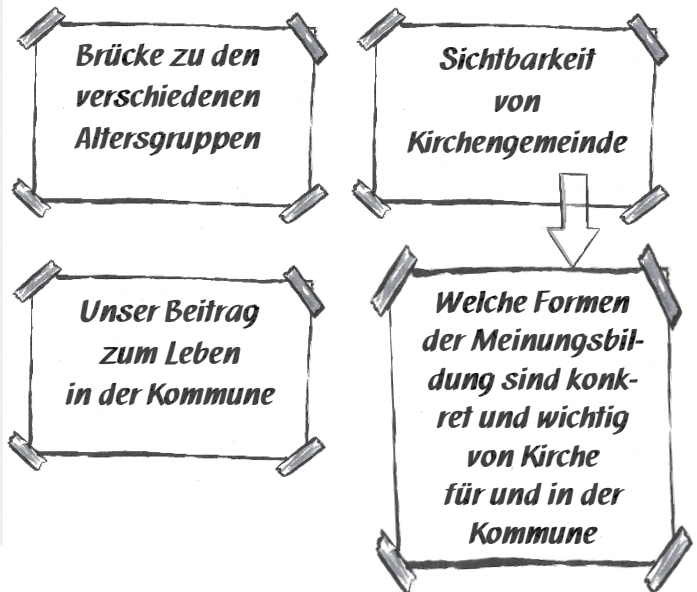 Brücke zu den
verschiedenen
Altersgruppen
Sichtbarkeit
von
Kirchengemeinde
Unser Beitrag
zum Leben
in der Kommune
Welche Formen
der Meinungsbil-
dung sind konk-
ret und wichtig
von Kirche
für und in der
Kommune